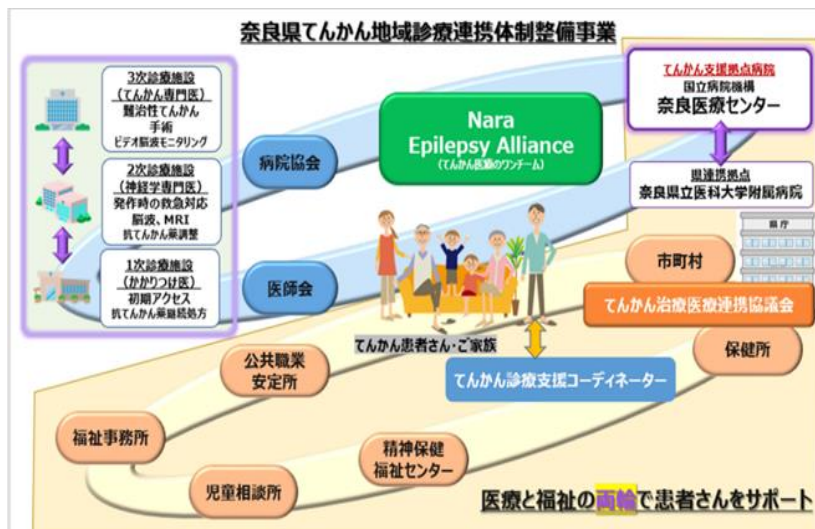 奈良県てんかん地域診療連携体制整備事業
3次診療施設
(てんかん専門医)
難治性てんかん
手術
ビデオ脳波モニタリング
2次診療施設
(神経学専門医)
発作時の救急対応
脳波、MRI
抗てんかん薬調整
1次診療施設
(かかりつけ医)
初期アクセス
抗てんかん薬継続処方
病院協会
医師会
Nara
Epilepsy Alliance
(てんかん医療のワンチーム)
てんかん支援拠点病院
国立病院機構
奈良医療センター
県連携拠点
奈良県立医科大学附属病院
県庁
市町村
てんかん治療医療連携協議会
保健所
てんかん患者さん・ご家族
てんかん診療支援コーディネーター
公共職業
安定所
福祉事務所
児童相談所
精神保健
福祉センター
医療と福祉の両輪で患者さんをサポート